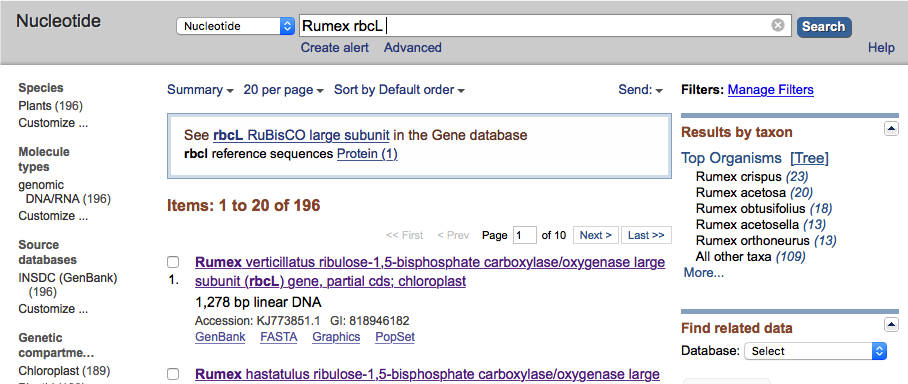 Nucleotide
Nucleotide
Rumex rbcL
Search
Create alert
Advanced
Help
Species
Plants (196)
Customize ...
Molecule
types
genomic
DNA/RNA (196)
Customize ...
Source
databases
INSDC (GenBank)
(196)
Customize ...
Genetic
compartme...
Chloroplast (189)
Summary
20 per page
Sort by Default order
Send:
See rbcL RuBisCO large subunit in the Gene database
rbcl reference sequences Protein (1)
Items: 1 to 20 of 196
<< First
< Prev
Page 1 of 10
Next >
Last >>
Rumex verticillatus ribulose-1,5-bisphosphate carboxylase/oxygenase large
1. subunit (rbcL) gene, partial cds; chloroplast
1,278 bp linear DNA
Accession: KJ773851.1 GI: 818946182
GenBank FASTA Graphics PopSet
Rumex hastatulus ribulose-1,5-bisphosphate carboxylase/oxygenase large
Filters: Manage Filters
Results by taxon
Top Organisms [Tree]
Rumex crispus (23)
Rumex acetosa (20)
Rumex obtusifolius (18)
Rumex acetosella (13)
Rumex orthoneurus (13)
All other taxa (109)
More...
Find related data
Database: Select